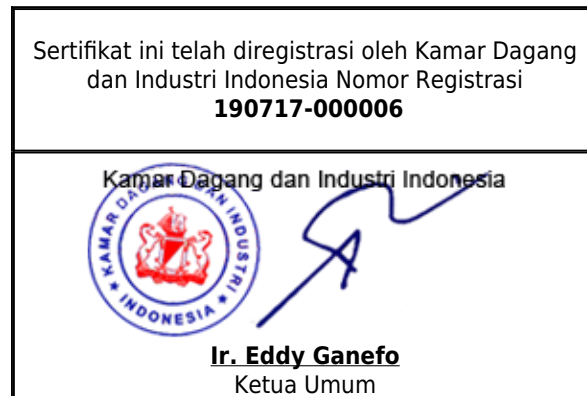 Sertifikat ini telah diregistrasi oleh Kamar Dagang
dan Industri Indonesia Nomor Registrasi
190717-000006
Kamar Dagang dan Industri Indonesia
KAMAR DAGANG DAN INDUSTRI
INDONESIA
Ir. Eddy Ganefo
Ketua Umum